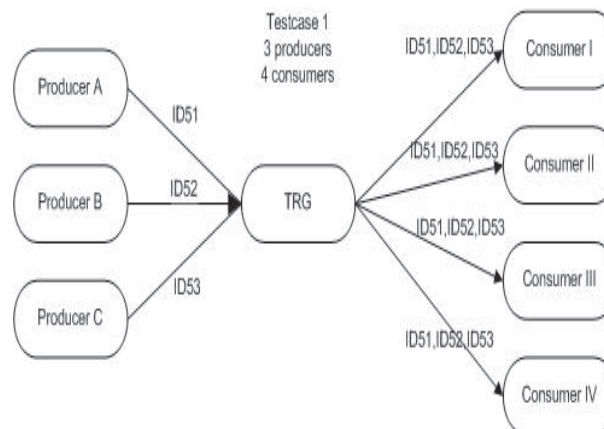 Testcase 1
3 producers
4 consumers
Producer A
Producer B
Producer C
ID51
ID52
ID53
TRG
ID51,ID52,ID53
ID51,ID52,ID53
ID51,ID52,ID53
ID51,ID52,ID53
Consumer I
Consumer II
Consumer III
Consumer IV